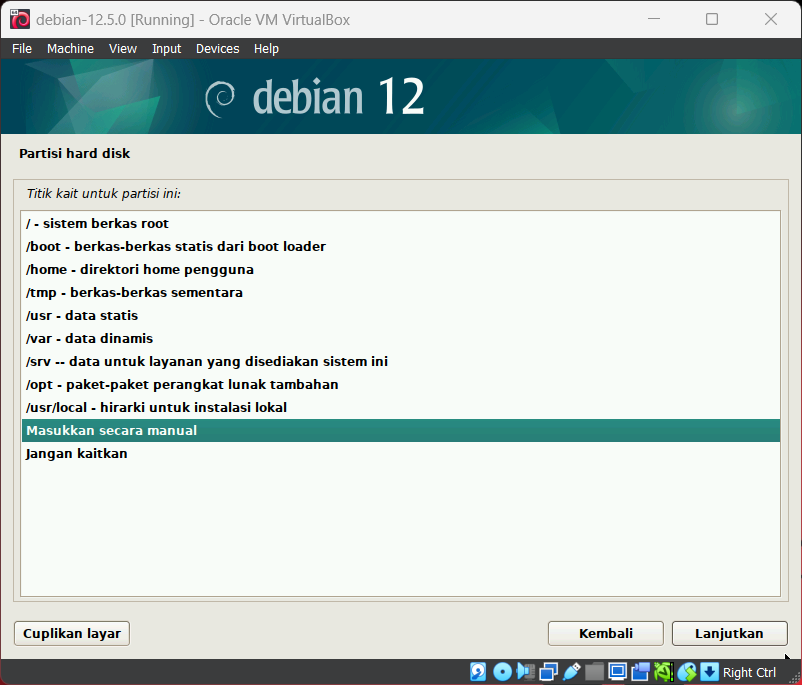 debian-12.5.0 [Running] - Oracle VM VirtualBox
File Machine View Input Devices Help
debian 12
Partisi hard disk
Titik kait untuk partisi ini:
/ - sistem berkas root
/boot - berkas-berkas statis dari boot loader
/home - direktori home pengguna
/tmp - berkas-berkas sementara
/usr - data statis
/var - data dinamis
/srv -- data untuk layanan yang disediakan sistem ini
/opt - paket-paket perangkat lunak tambahan
/usr/local - hirarki untuk instalasi lokal
Masukkan secara manual
Jangan kaitkan
Cuplikan layar Kembali Lanjutkan
Right Ctrl